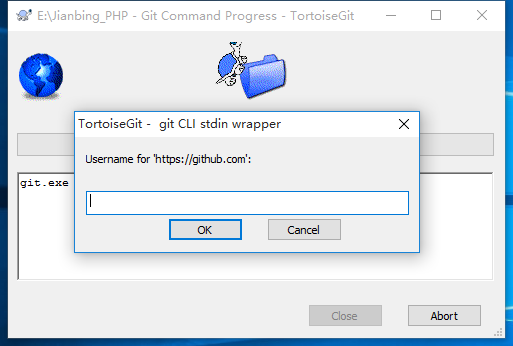 E:\Jianbing_PHP - Git Command Progress - TortoiseGit
TortoiseGit - git CLI stdin wrapper
Username for 'https://github.com':
git.exe
OK
Cancel
Close
Abort